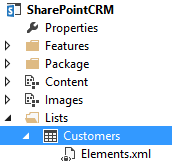 SharePointCRM
Properties
Features
Package
Content
Images
Lists
Customers
Elements.xml